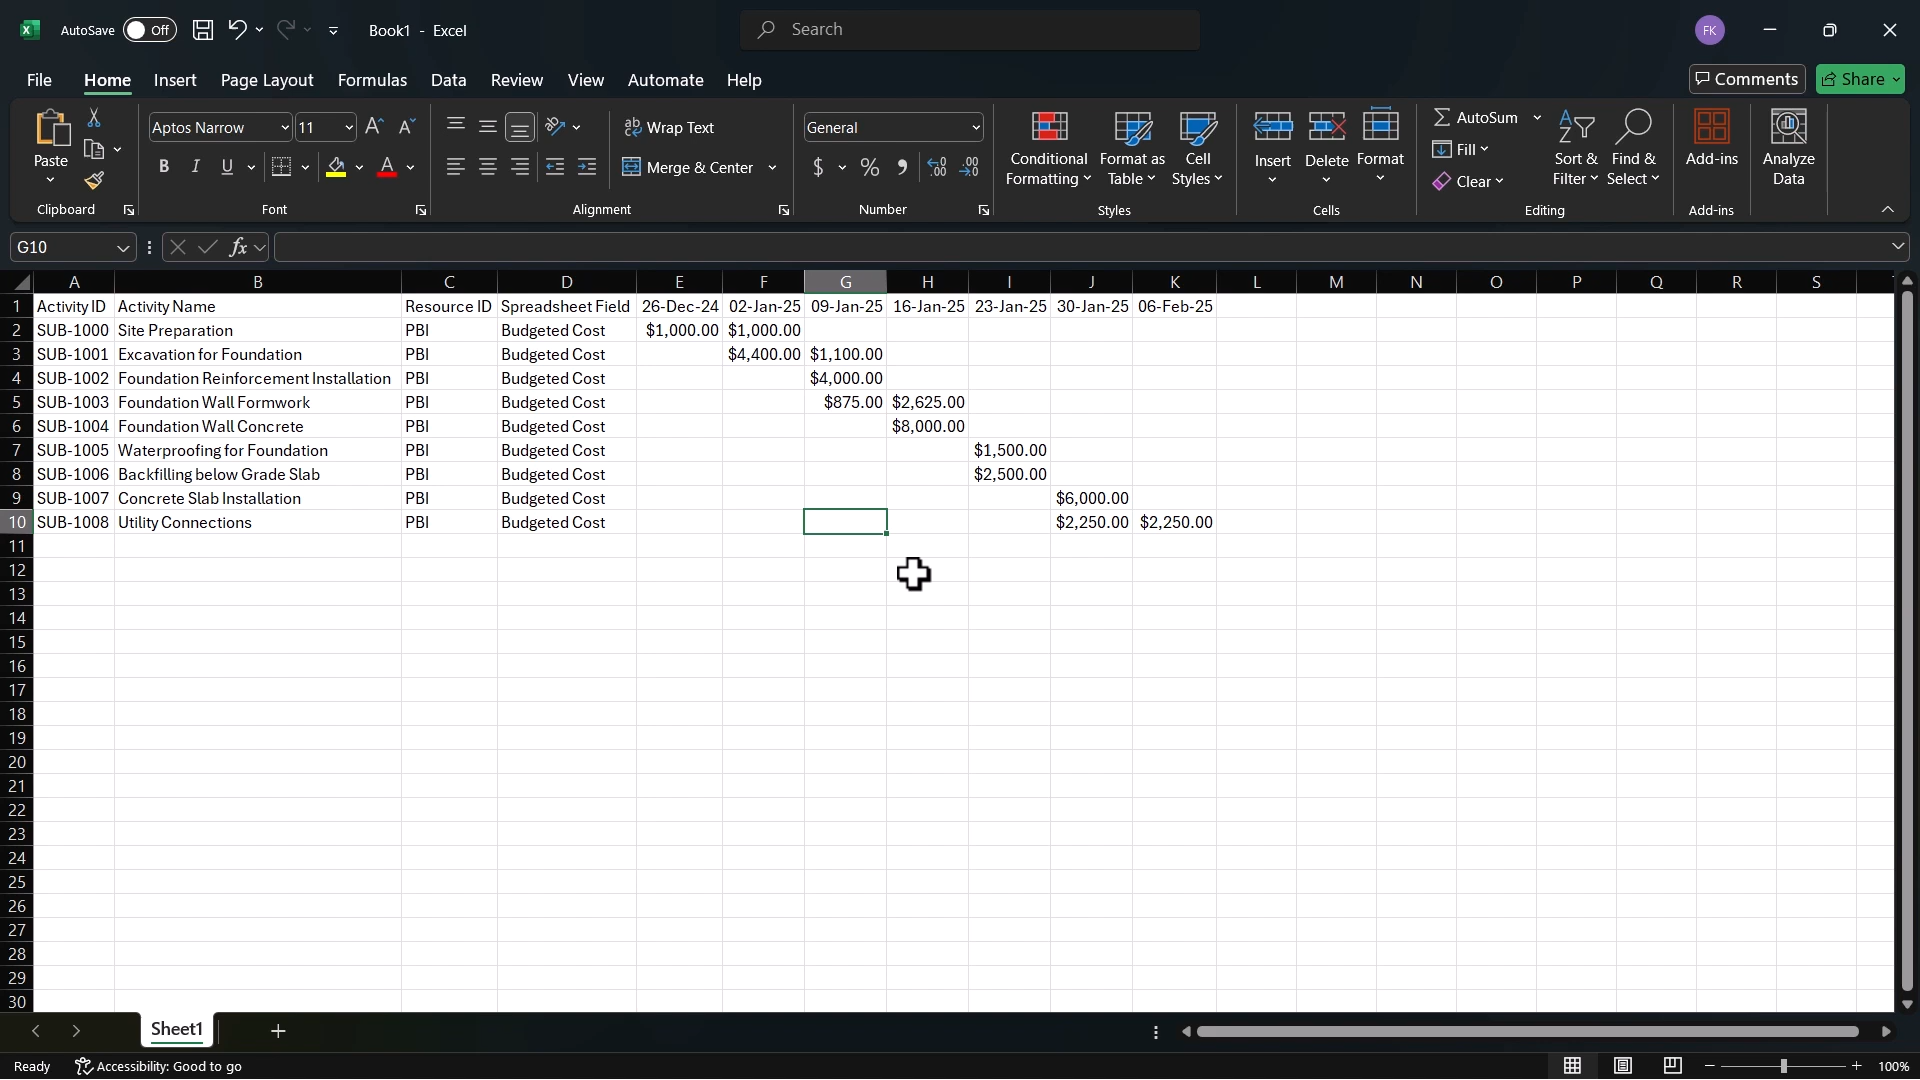 AutoSave Off Book1 - Excel Search FK
File Home Insert Page Layout Formulas Data Review View Automate Help Comments Share
Paste Aptos Narrow 11 Wrap Text General Conditional Formatting Format as Table Cell Styles Insert Delete Format AutoSum Fill Clear Sort & Filter Find & Select Add-ins Analyze Data
B I U A Merge & Center $ %
Clipboard Font Alignment Number Styles Cells Editing Add-ins
G10 fx
A B C D E F G H I J K L M N O P Q R S
1 Activity ID Activity Name Resource ID Spreadsheet Field 26-Dec-24 02-Jan-25 09-Jan-25 16-Jan-25 23-Jan-25 30-Jan-25 06-Feb-25
2 SUB-1000 Site Preparation PBI Budgeted Cost $1,000.00 $1,000.00
3 SUB-1001 Excavation for Foundation PBI Budgeted Cost $4,400.00 $1,100.00
4 SUB-1002 Foundation Reinforcement Installation PBI Budgeted Cost $4,000.00
5 SUB-1003 Foundation Wall Formwork PBI Budgeted Cost $875.00 $2,625.00
6 SUB-1004 Foundation Wall Concrete PBI Budgeted Cost $8,000.00
7 SUB-1005 Waterproofing for Foundation PBI Budgeted Cost $1,500.00
8 SUB-1006 Backfilling below Grade Slab PBI Budgeted Cost $2,500.00
9 SUB-1007 Concrete Slab Installation PBI Budgeted Cost $6,000.00
10 SUB-1008 Utility Connections PBI Budgeted Cost $2,250.00 $2,250.00
11
12
13
14
15
16
17
18
19
20
21
22
23
24
25
26
27
28
29
30
Sheet1
Ready Accessibility: Good to go 100%